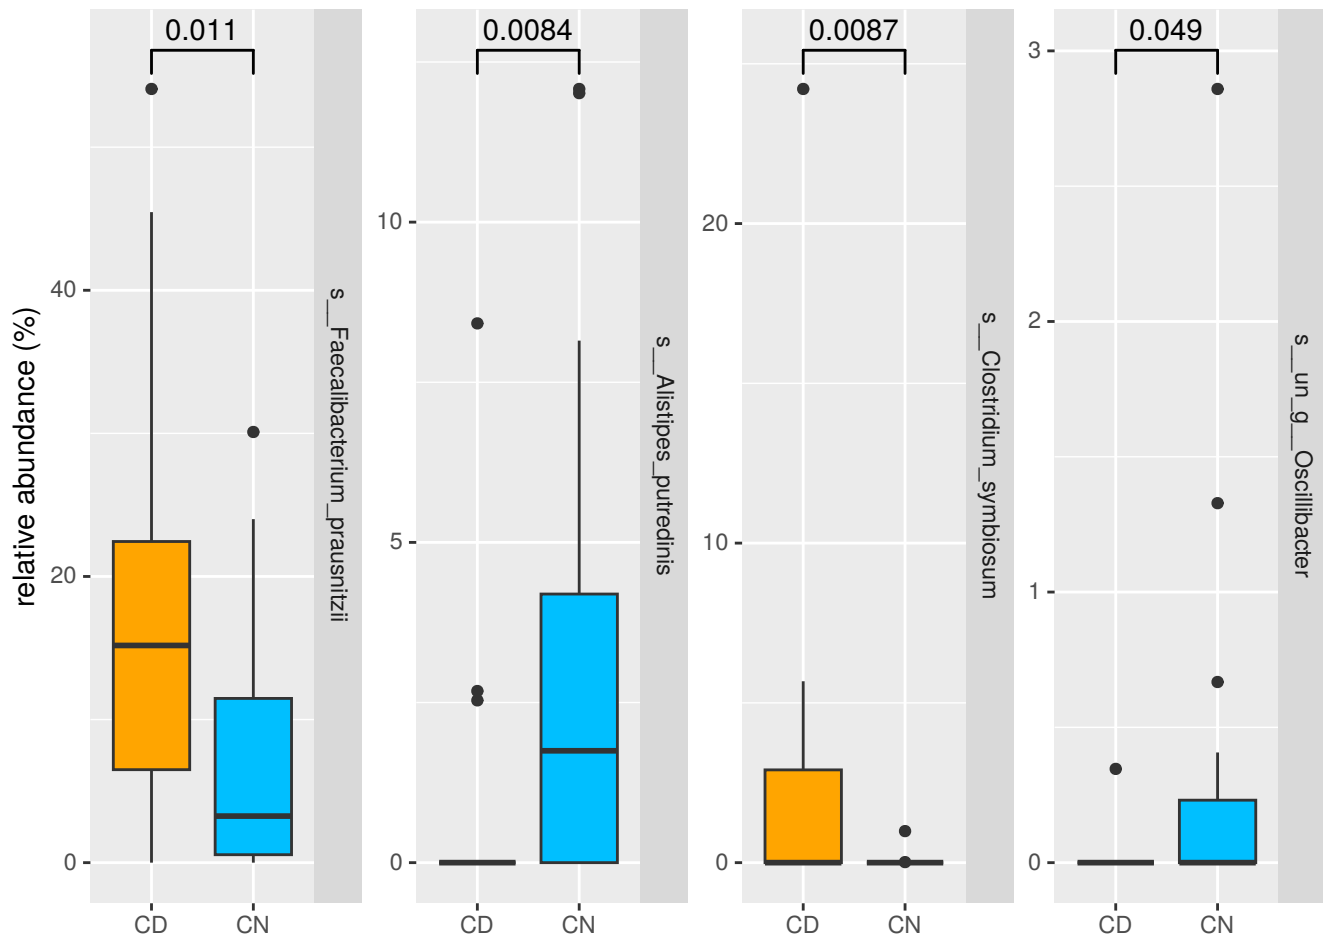 relative abundance (%)
0.011
40
20
0
CD
CN
s__Faecalibacterium_prausnitzii
0.0084
10
5
0
CD
CN
s__Alistipes_putredinis
0.0087
20
10
0
CD
CN
s__Clostridium_symbiosum
0.049
3
2
1
0
CD
CN
s__un_g__Oscillibacter